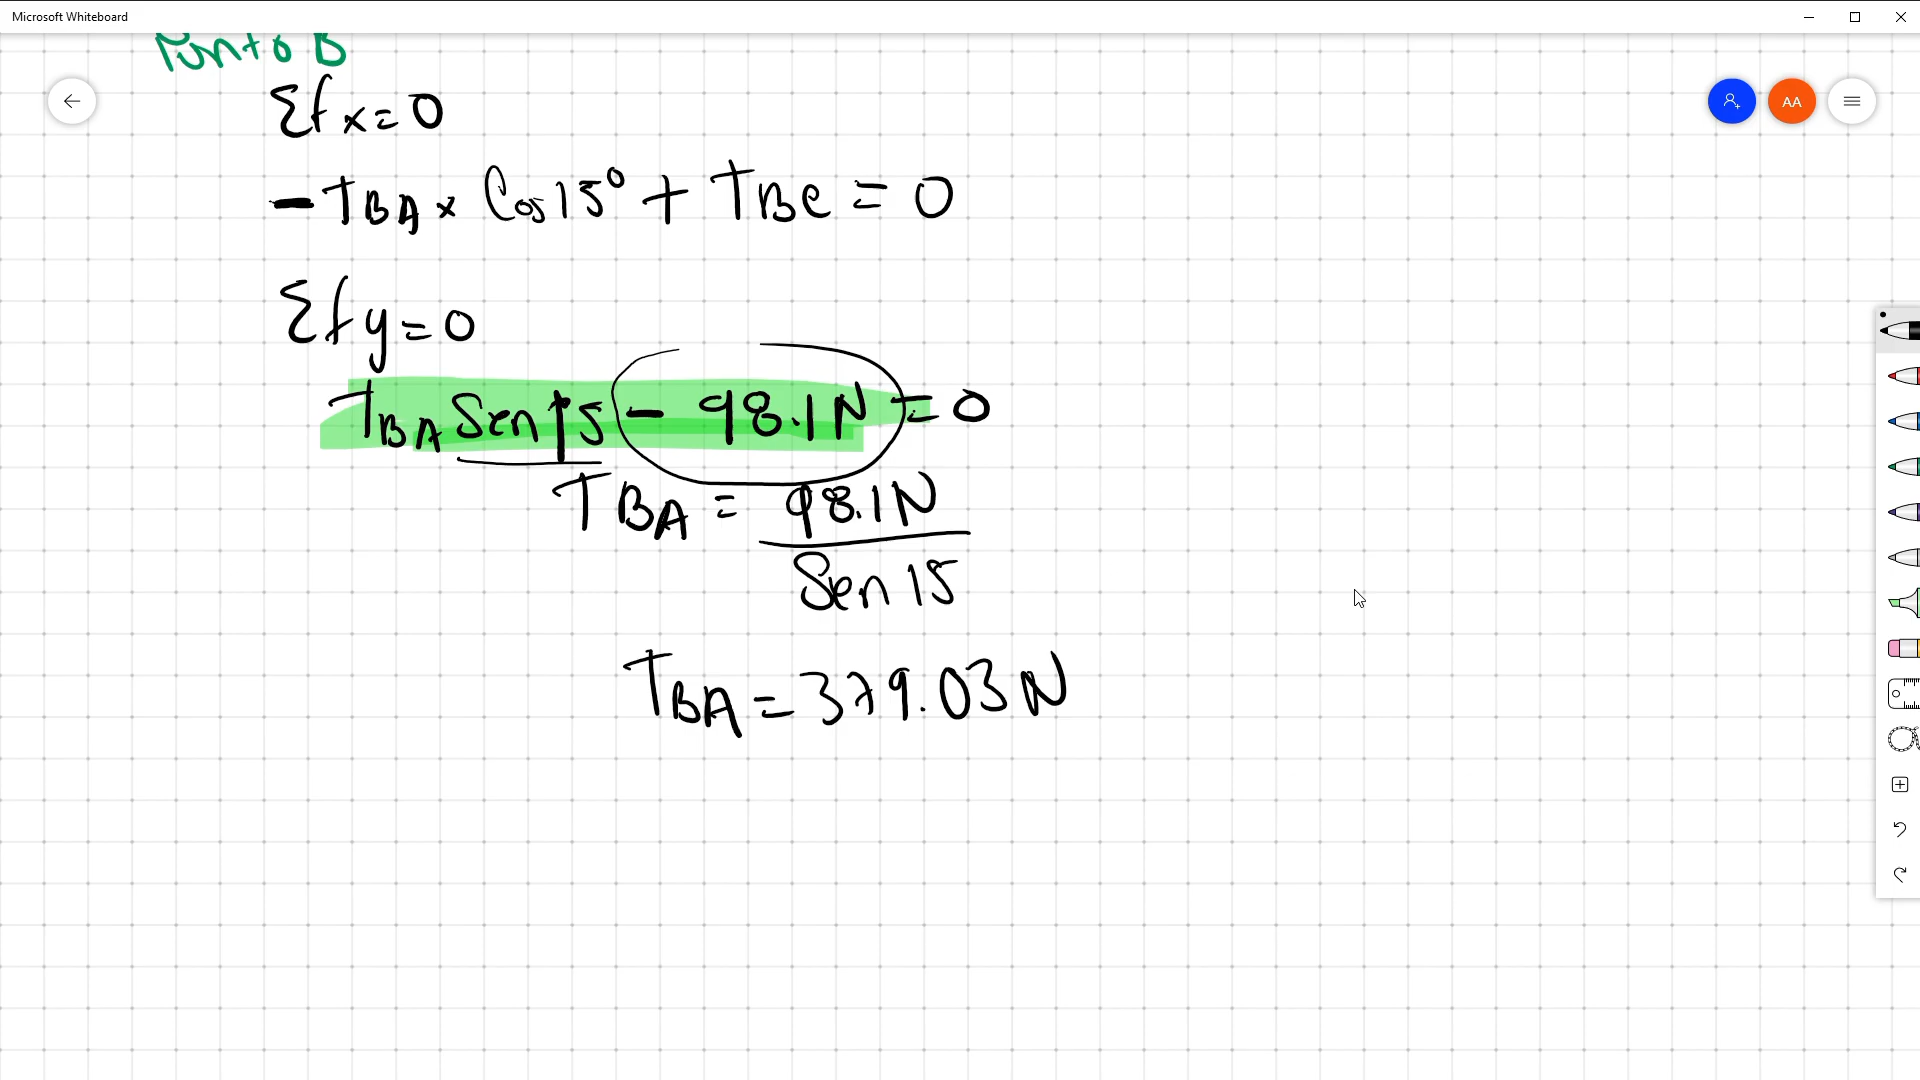 Microsoft Whiteboard
Punto B
Σfx=0
AA
-TBA x Cos15° + TBC = 0
Σfy=0
TBA Sen 15 - 98.1N = 0
TBA = 98.1N
Sen 15
TBA = 379.03 N